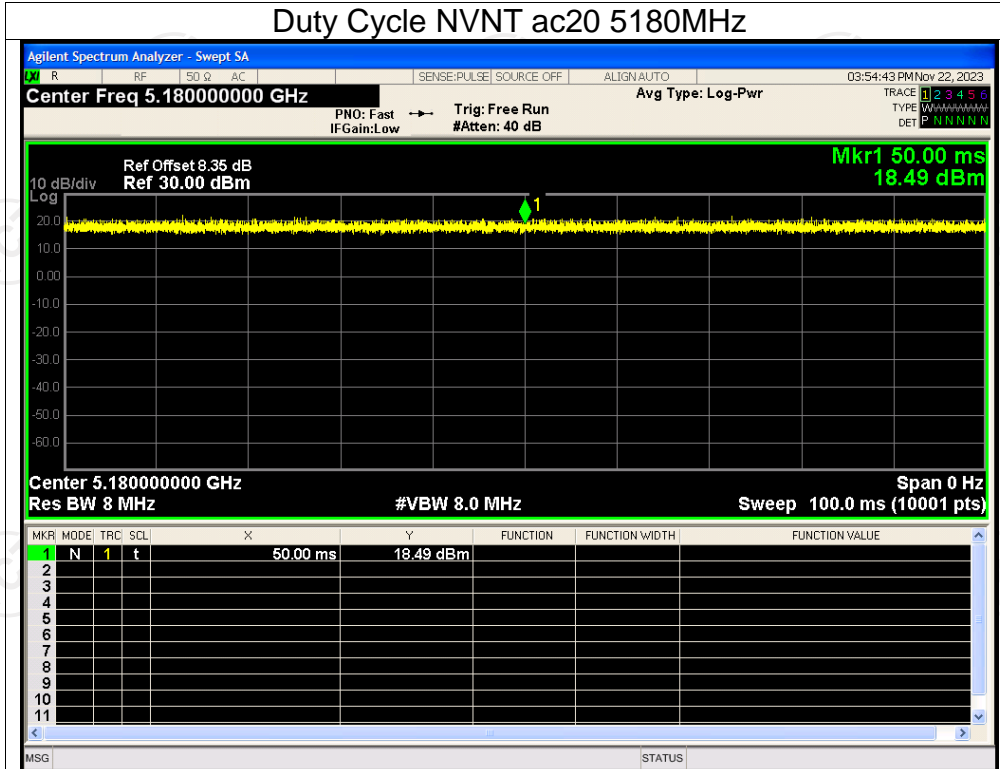 Duty Cycle NVNT ac20 5180MHz
Agilent Spectrum Analyzer - Swept SA
LXI R RF 50 Ω AC SENSE:PULSE SOURCE OFF ALIGN AUTO 03:54:43 PM Nov 22, 2023
Center Freq 5.180000000 GHz Avg Type: Log-Pwr TRACE 1 2 3 4 5 6
PNO: Fast Trig: Free Run TYPE WWWWWW
IFGain:Low #Atten: 40 dB DET P N N N N N
Mkr1 50.00 ms
Ref Offset 8.35 dB
10 dB/div Ref 30.00 dBm 18.49 dBm
Log
1
20.0
10.0
0.00
-10.0
-20.0
-30.0
-40.0
-50.0
-60.0
Center 5.180000000 GHz Span 0 Hz
Res BW 8 MHz #VBW 8.0 MHz Sweep 100.0 ms (10001 pts)
MKR MODE TRC SCL X Y FUNCTION FUNCTION WIDTH FUNCTION VALUE
1 N 1 t 50.00 ms 18.49 dBm
2
3
4
5
6
7
8
9
10
11
MSG STATUS